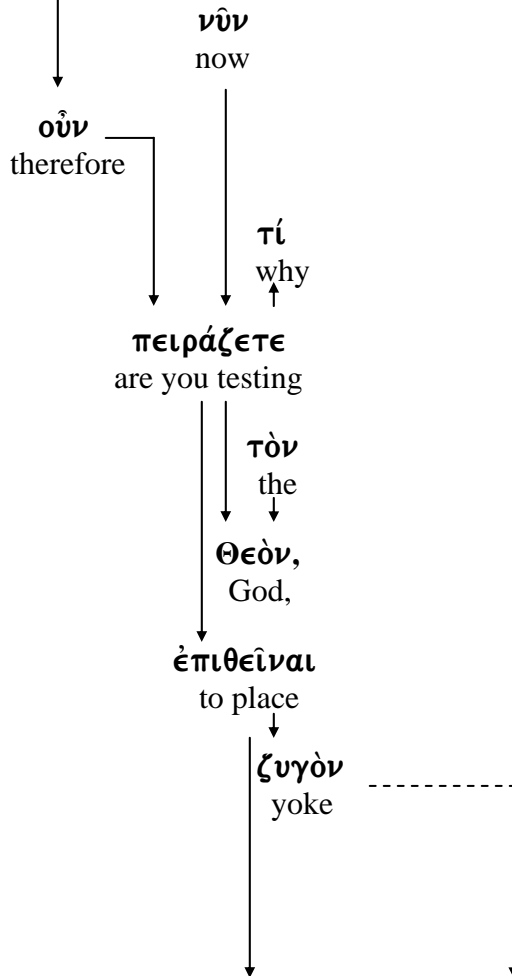 νῦν
now
οὖν
therefore
τί
why
πειράζετε
are you testing
τὸν
the
Θεὸν,
God,
ἐπιθεῖναι
to place
ζυγὸν
yoke